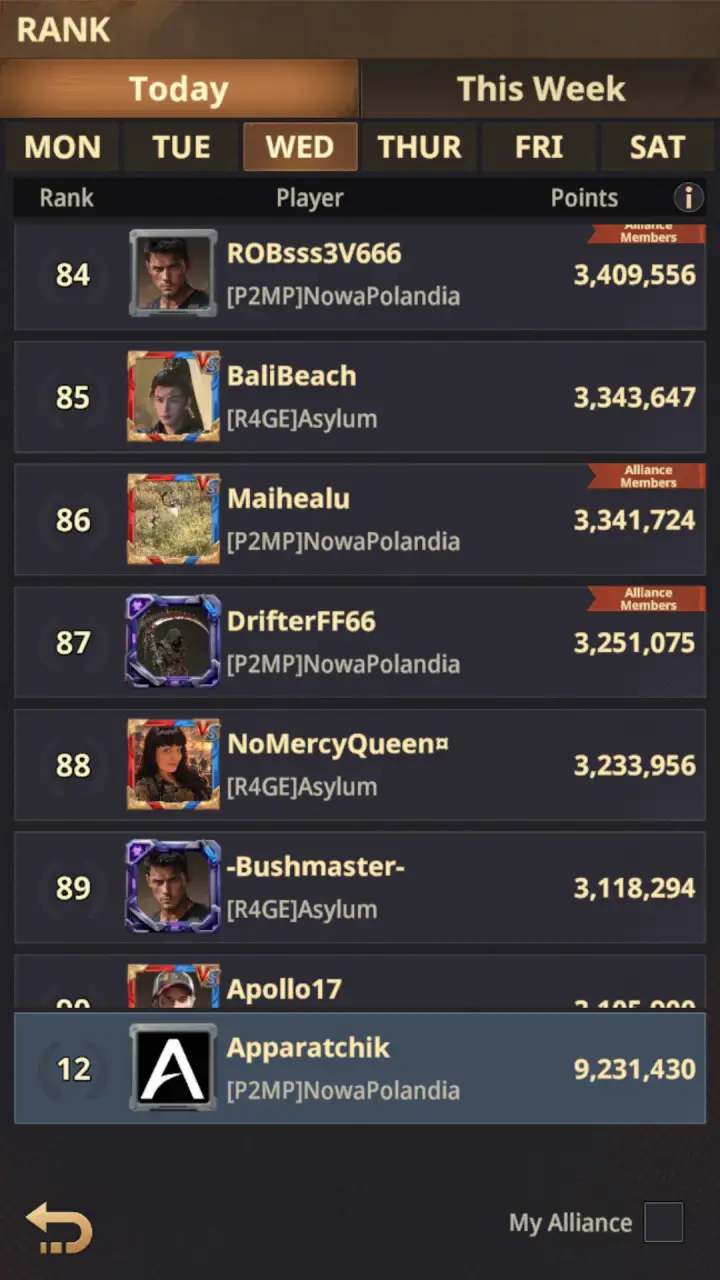 RANK
Today
This Week
MON
TUE
WED
THUR
FRI
SAT
Rank
Player
Points
Alliance
Members
84
ROBsss3V666
[P2MP]NowaPolandia
3,409,556
85
BaliBeach
[R4GE]Asylum
3,343,647
Alliance
Members
86
Maihealu
[P2MP]NowaPolandia
3,341,724
Alliance
Members
87
DrifterFF66
[P2MP]NowaPolandia
3,251,075
88
NoMercyQueen¤
[R4GE]Asylum
3,233,956
89
-Bushmaster-
[R4GE]Asylum
3,118,294
Apollo17
12
Apparatchik
[P2MP]NowaPolandia
9,231,430
My Alliance